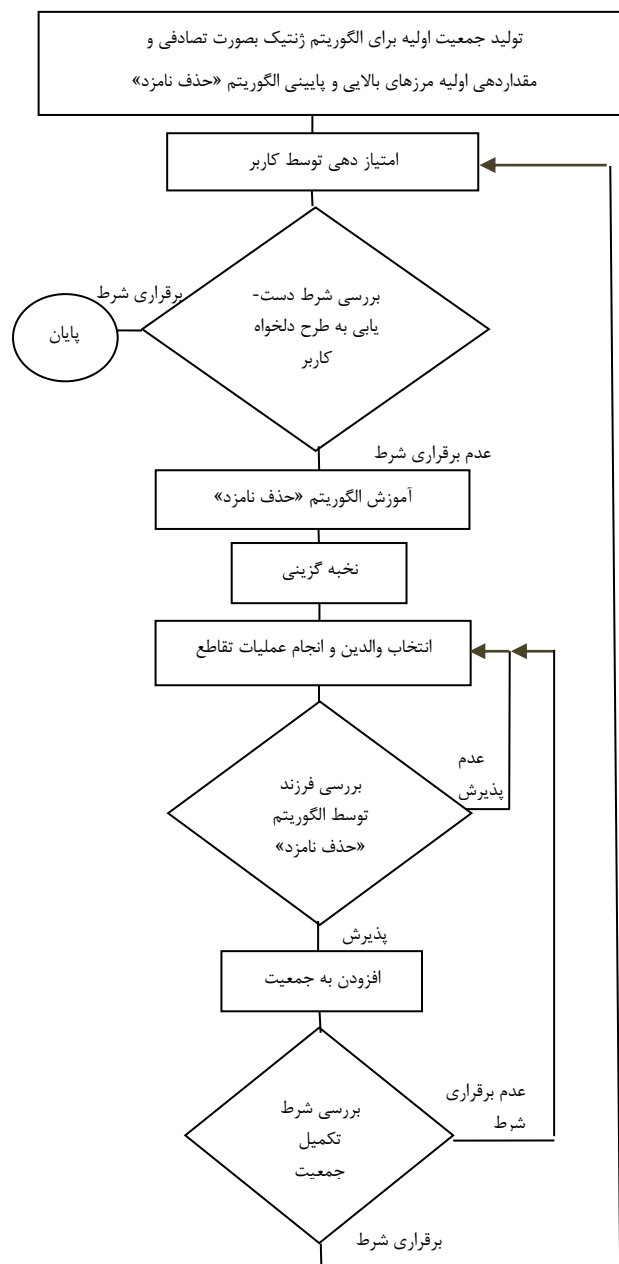 تولید جمعیت اولیه برای الگوریتم ژنتیک بصورت تصادفی و
مقداردهی اولیه مرزهای بالایی و پایینی الگوریتم «حذف نامزد»
امتیاز دهی توسط کاربر
برقراری شرط
بررسی شرط دست-
یابی به طرح دلخواه
کاربر
پایان
عدم برقراری شرط
آموزش الگوریتم «حذف نامزد»
نخبه گزینی
انتخاب والدین و انجام عملیات تقاطع
بررسی فرزند
توسط الگوریتم
«حذف نامزد»
عدم
پذیرش
پذیرش
افزودن به جمعیت
بررسی شرط
تکمیل
جمعیت
عدم برقراری
شرط
برقراری شرط